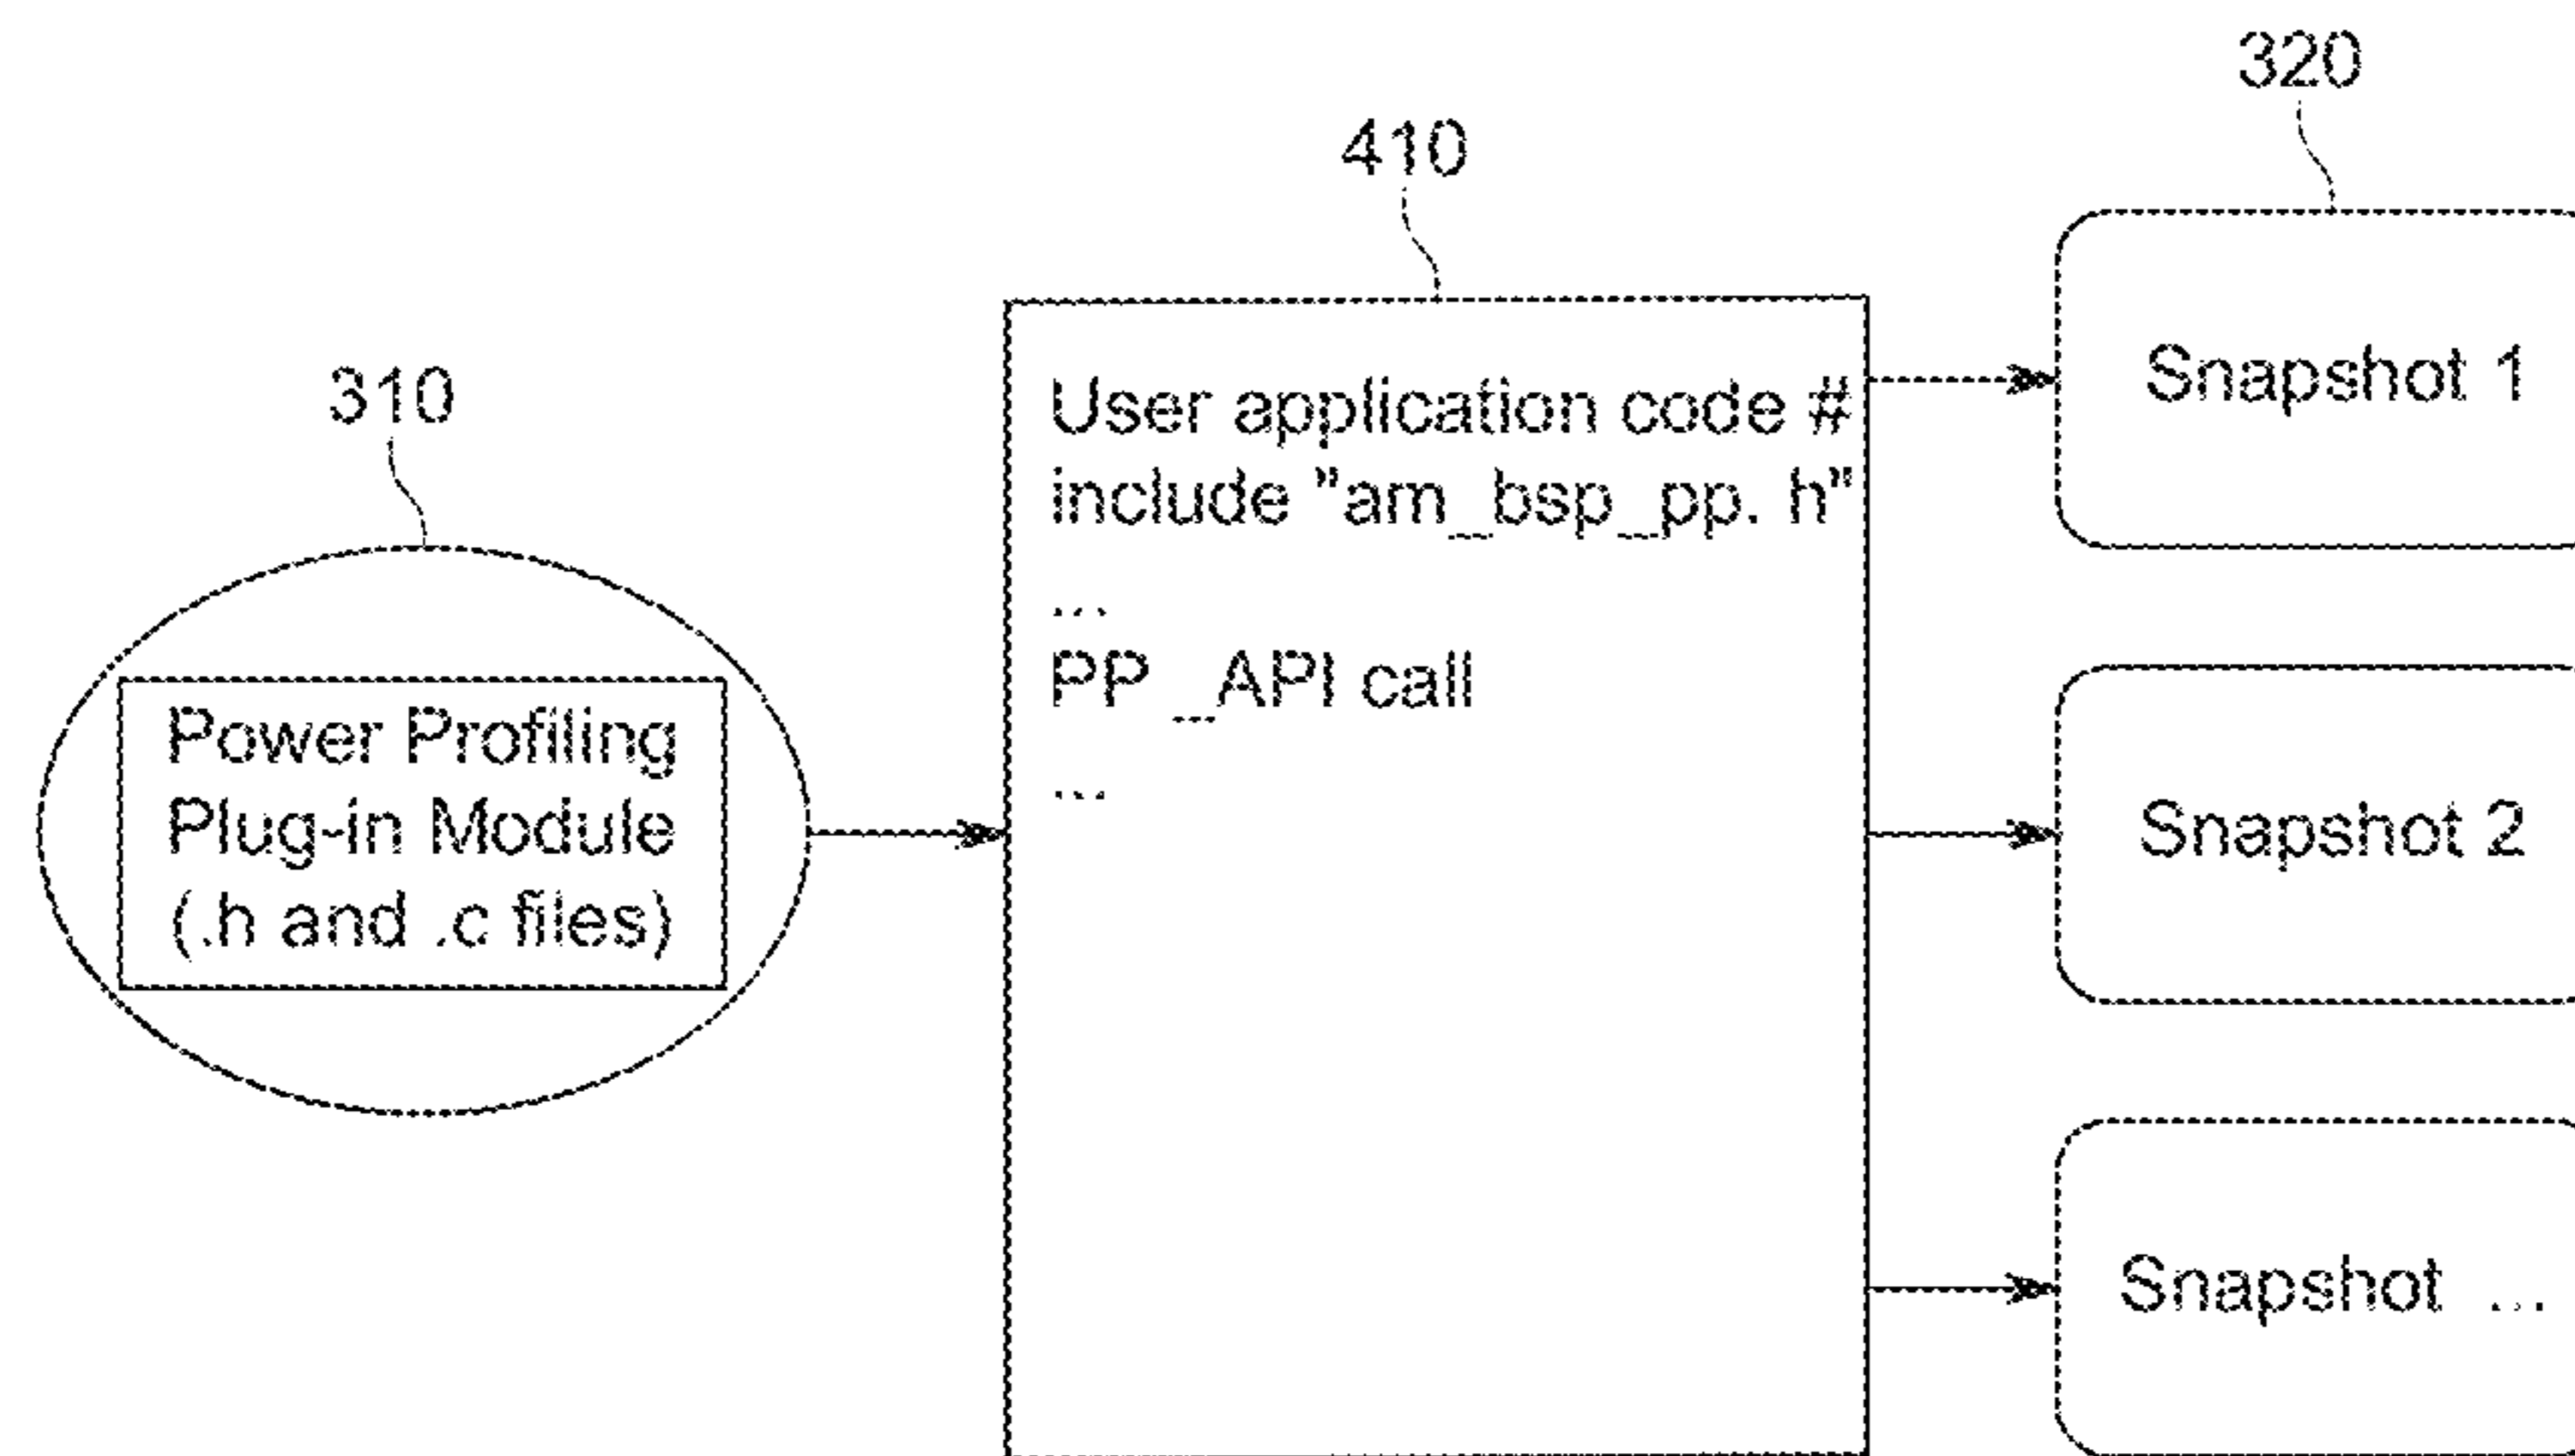 320
410
310
User application code #
include "am_bsp_pp. h"
...
PP _API call
...
Power Profiling
Plug-in Module
(.h and .c files)
Snapshot 1
Snapshot 2
Snapshot ...